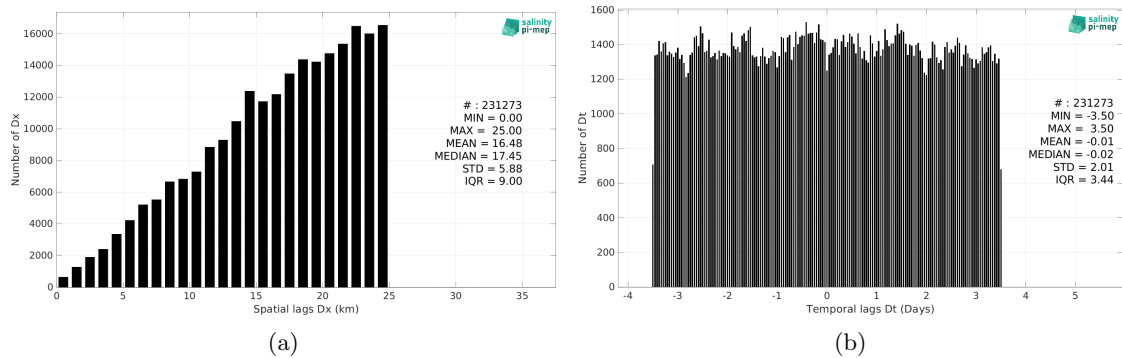 salinity
pi-mep
Number of Dx
16000
14000
12000
10000
8000
6000
4000
2000
0
# : 231273
MIN = 0.00
MAX = 25.00
MEAN = 16.48
MEDIAN = 17.45
STD = 5.88
IQR = 9.00
0 5 10 15 20 25 30 35
Spatial lags Dx (km)
(a)
salinity
pi-mep
Number of Dt
1600
1400
1200
1000
800
600
400
200
0
# : 231273
MIN = -3.50
MAX = 3.50
MEAN = -0.01
MEDIAN = -0.02
STD = 2.01
IQR = 3.44
-4 -3 -2 -1 0 1 2 3 4 5
Temporal lags Dt (Days)
(b)